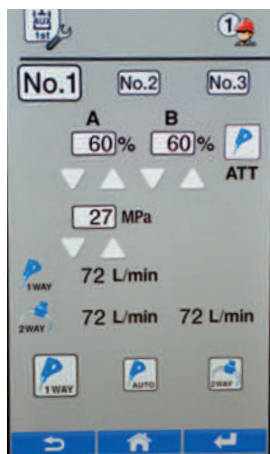 AUX
1st
1
No.1 No.2 No.3
A B
60% 60%
ATT
27 MPa
1WAY 72 L/min
2WAY 72 L/min 72 L/min
1WAY AUTO 2WAY